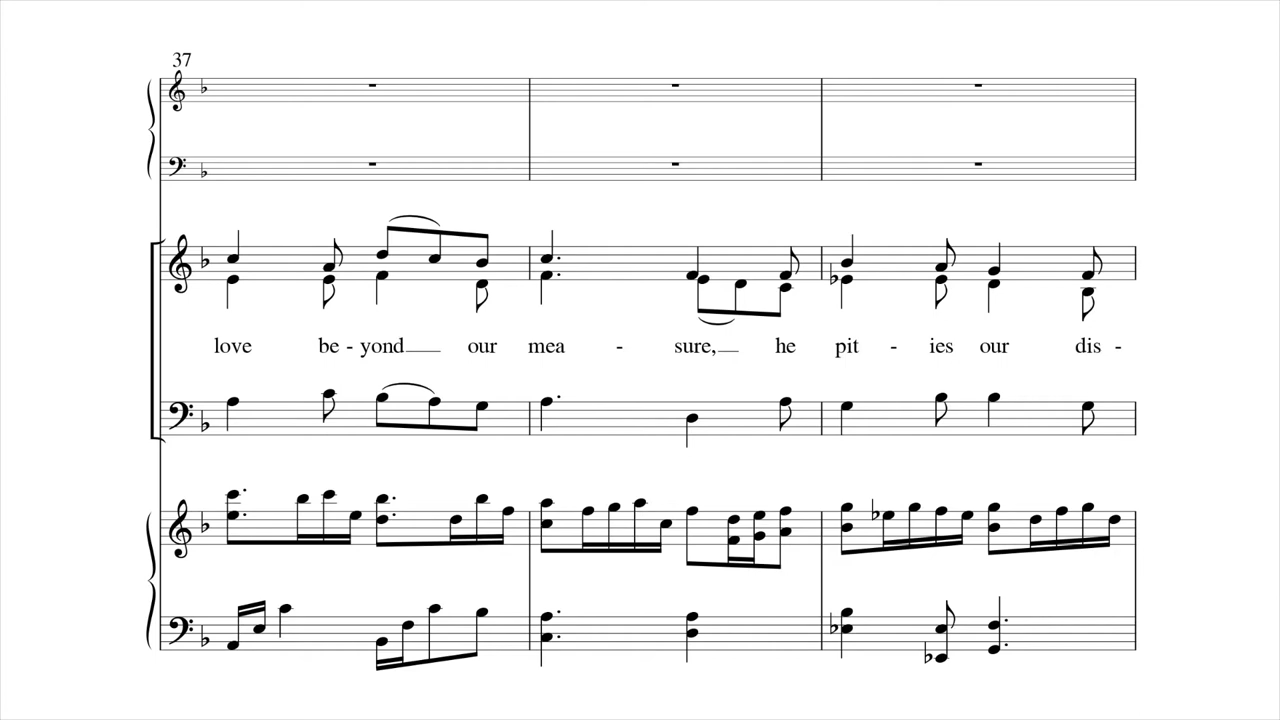 37
love be - yond our mea - sure, he pit - ies our dis -